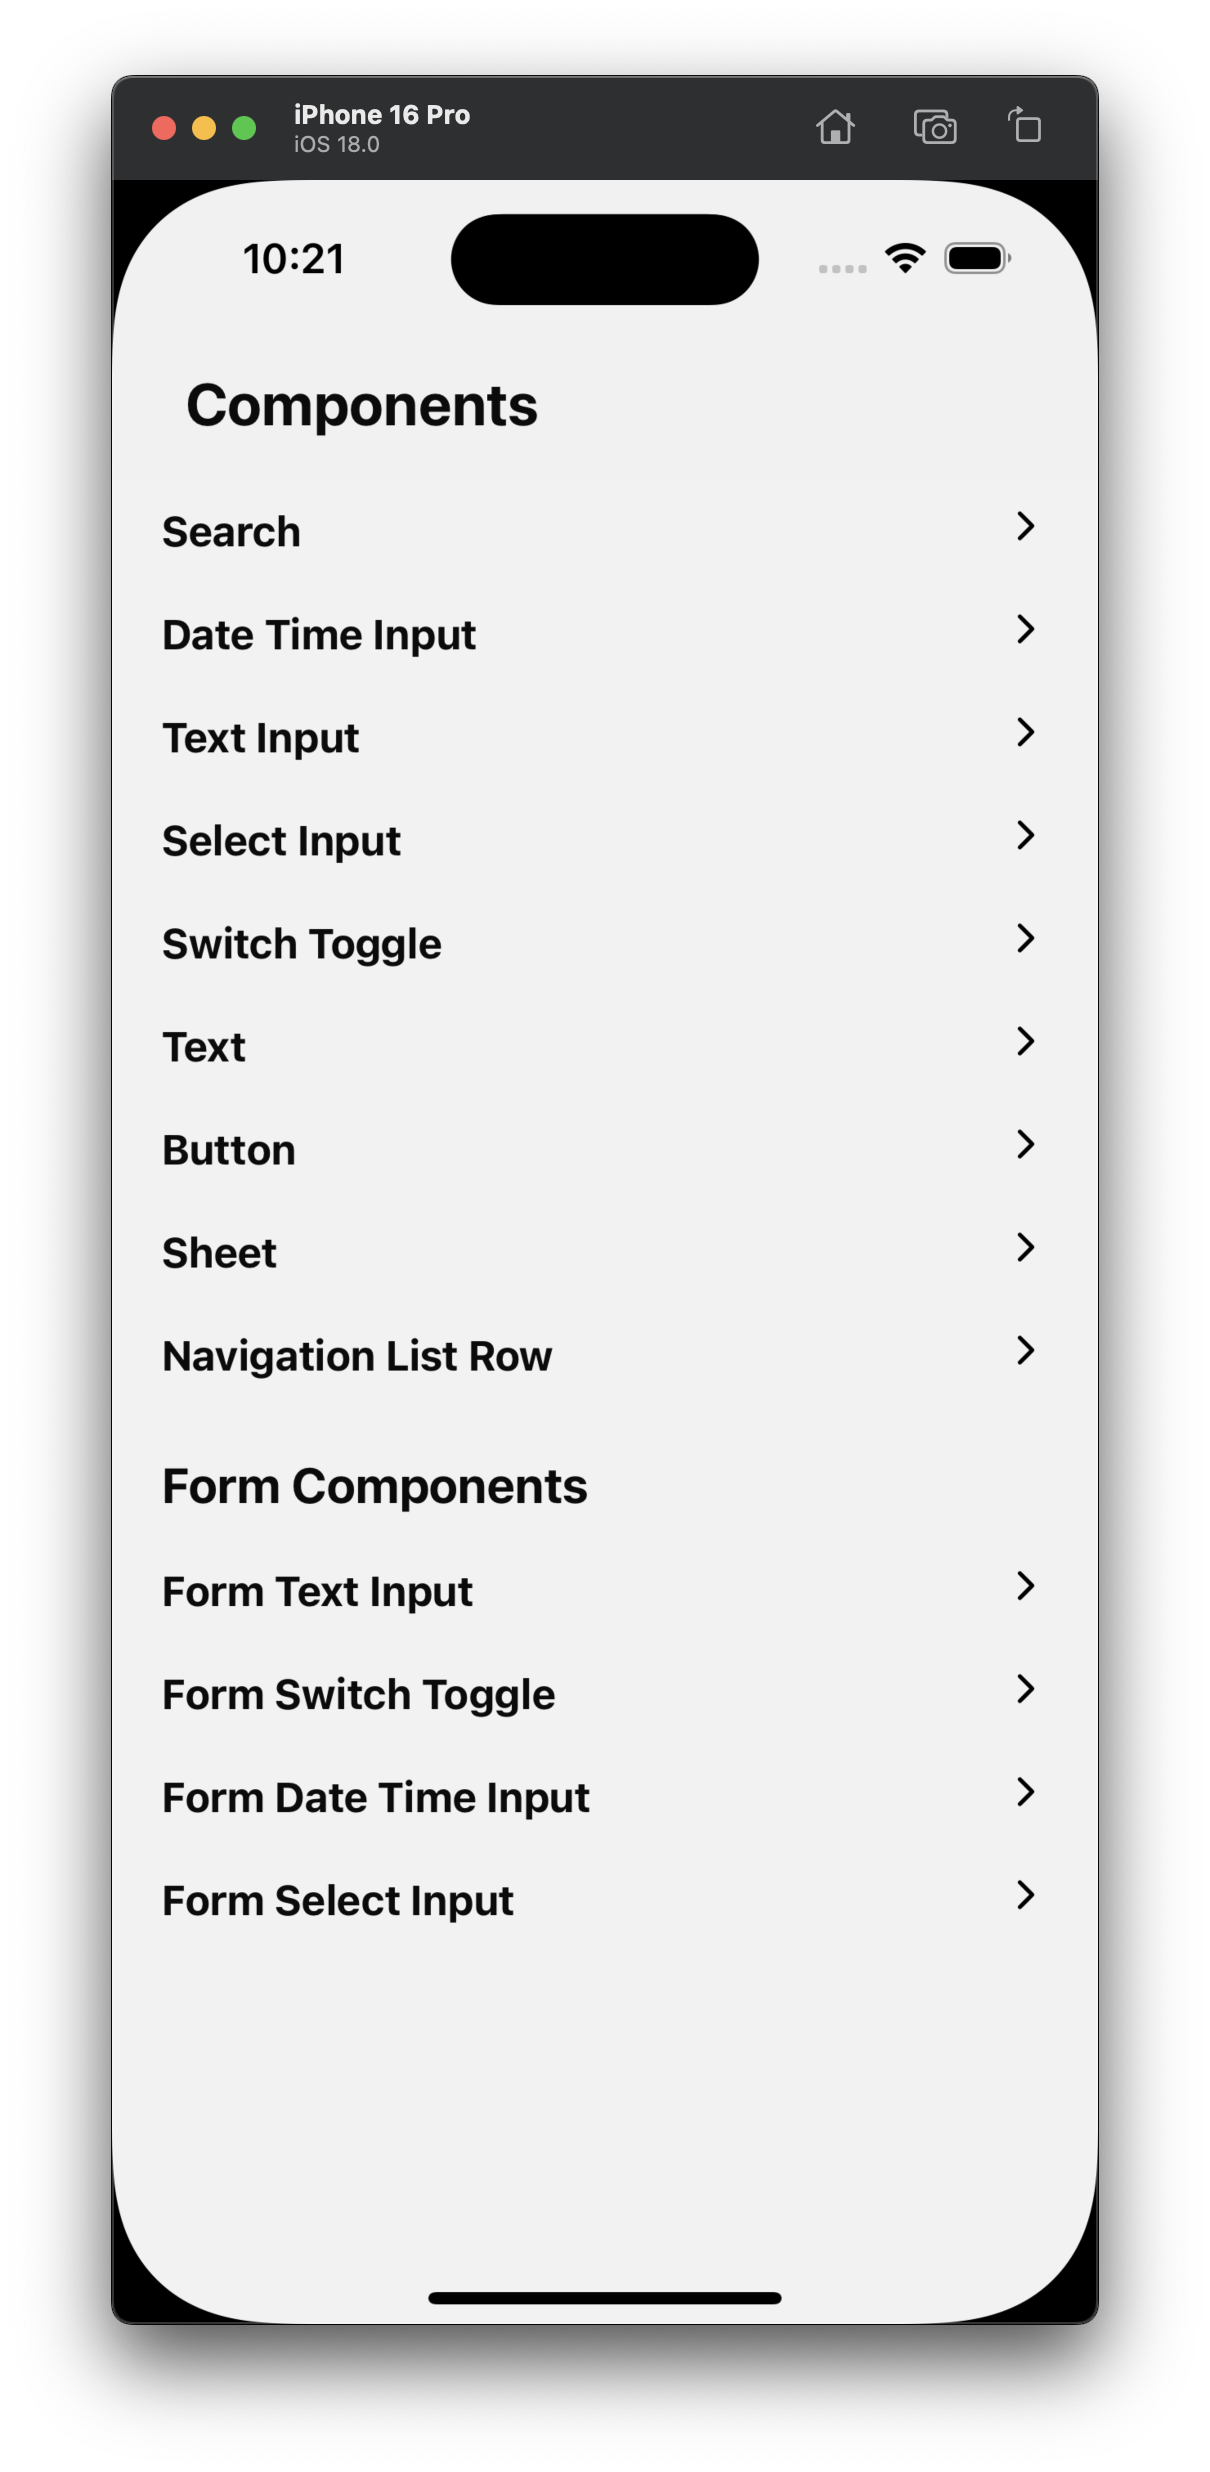 iPhone 16 Pro
iOS 18.0
10:21
Components
Search
Date Time Input
Text Input
Select Input
Switch Toggle
Text
Button
Sheet
Navigation List Row
Form Components
Form Text Input
Form Switch Toggle
Form Date Time Input
Form Select Input